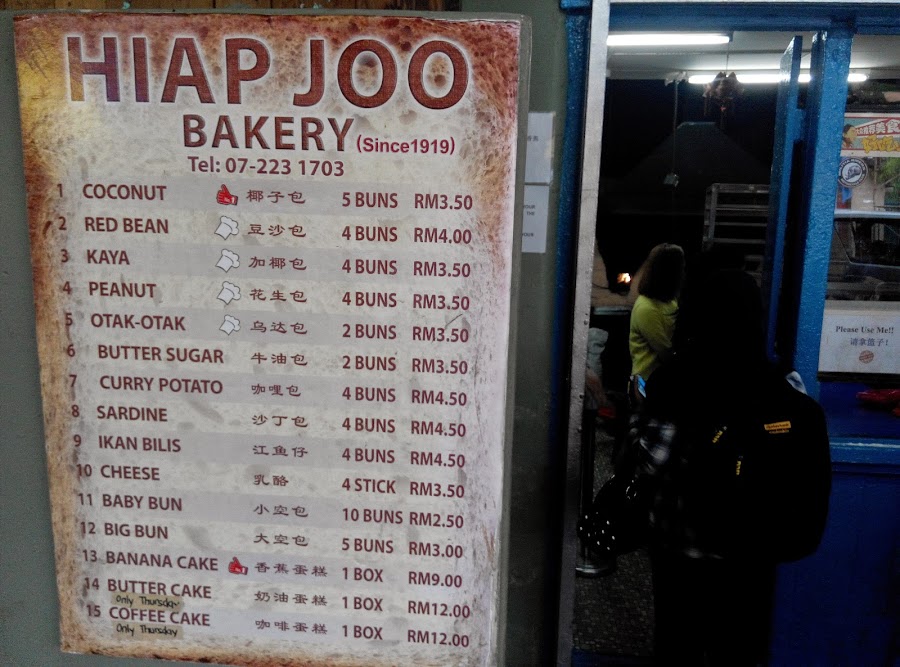 HIAP JOO
BAKERY (Since1919)
Tel: 07-223 1703
1 COCONUT 椰子包 5 BUNS RM3.50
2 RED BEAN 豆沙包 4 BUNS RM4.00
3 KAYA 加椰包 4 BUNS RM3.50
4 PEANUT 花生包 4 BUNS RM3.50
5 OTAK-OTAK 乌达包 2 BUNS RM3.50
6 BUTTER SUGAR 牛油包 2 BUNS RM3.50
7 CURRY POTATO 咖哩包 4 BUNS RM4.50
8 SARDINE 沙丁包 4 BUNS RM4.50
9 IKAN BILIS 江鱼仔 4 BUNS RM4.50
10 CHEESE 乳酪 4 STICK RM3.50
11 BABY BUN 小空包 10 BUNS RM2.50
12 BIG BUN 大空包 5 BUNS RM3.00
13 BANANA CAKE 香蕉蛋糕 1 BOX RM9.00
14 BUTTER CAKE 奶油蛋糕 1 BOX RM12.00
Only Thursday
15 COFFEE CAKE 咖啡蛋糕 1 BOX RM12.00
Only Thursday
Please Use Me!!
请拿篮子!